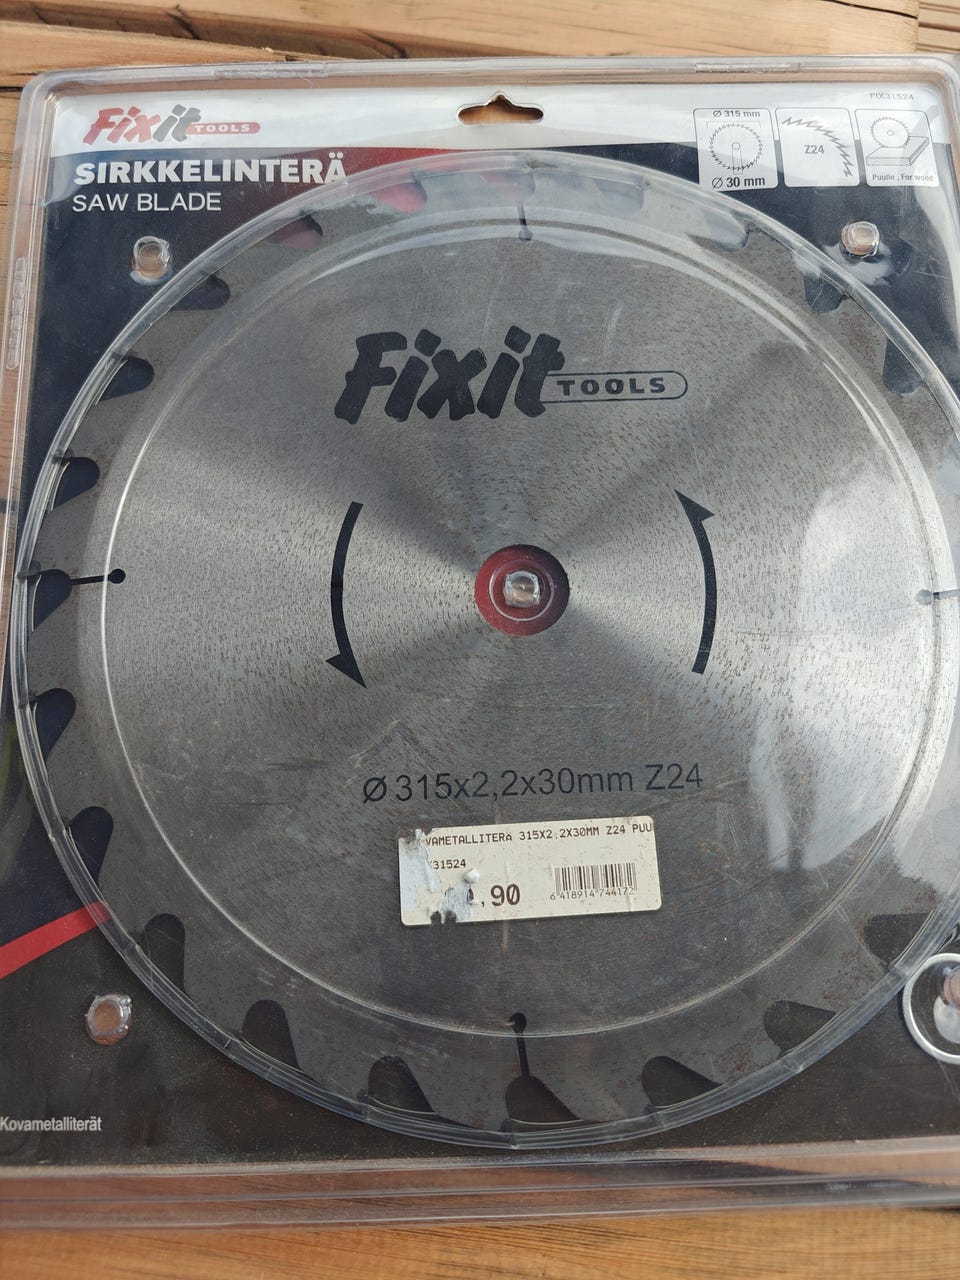 Fixit TOOLS
SIRKKELINTERÄ
SAW BLADE
FIX31524
Ø 315 mm
Ø 30 mm
Z24
Puulle , For wood
Fixit TOOLS
Ø 315x2,2x30mm Z24
VAMETALLITERÄ 315X2,2X30MM Z24 PUU
31524
,90
6 418914 744172
Kovametalliterät